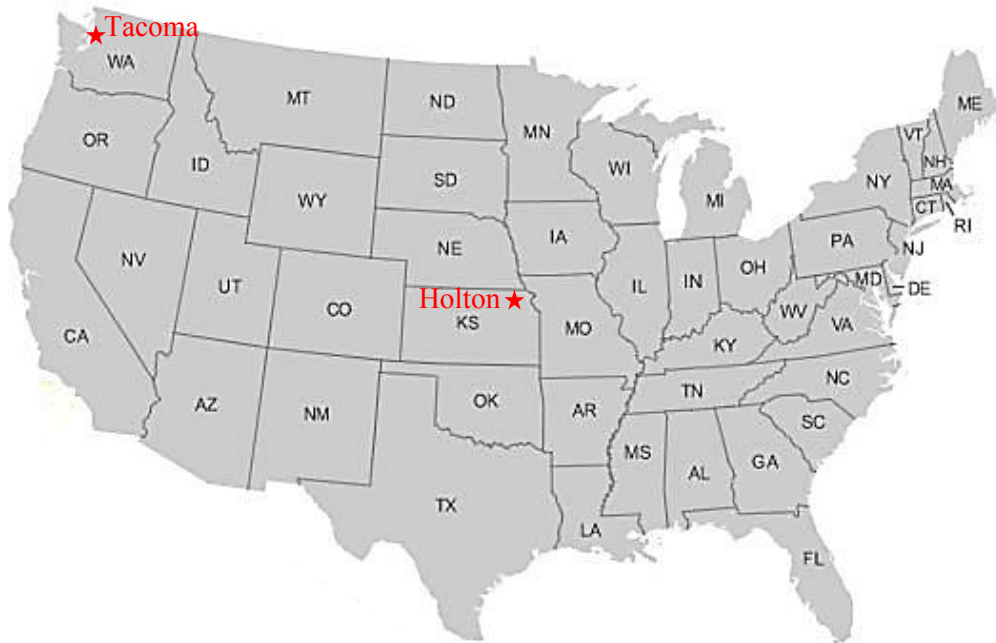 Tacoma
WA
MT
ND
MN
ME
OR
ID
SD
WI
MI
VT
NH
NY
MA
CT
RI
WY
NE
IA
PA
NJ
NV
UT
CO
Holton
KS
IL
IN
OH
MD
DE
WV
VA
CA
MO
KY
AZ
NM
OK
AR
TN
NC
SC
MS
AL
GA
TX
LA
FL